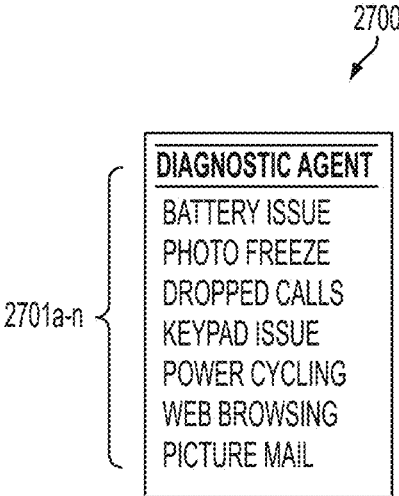 2700
DIAGNOSTIC AGENT
BATTERY ISSUE
PHOTO FREEZE
DROPPED CALLS
2701a-n
KEYPAD ISSUE
POWER CYCLING
WEB BROWSING
PICTURE MAIL